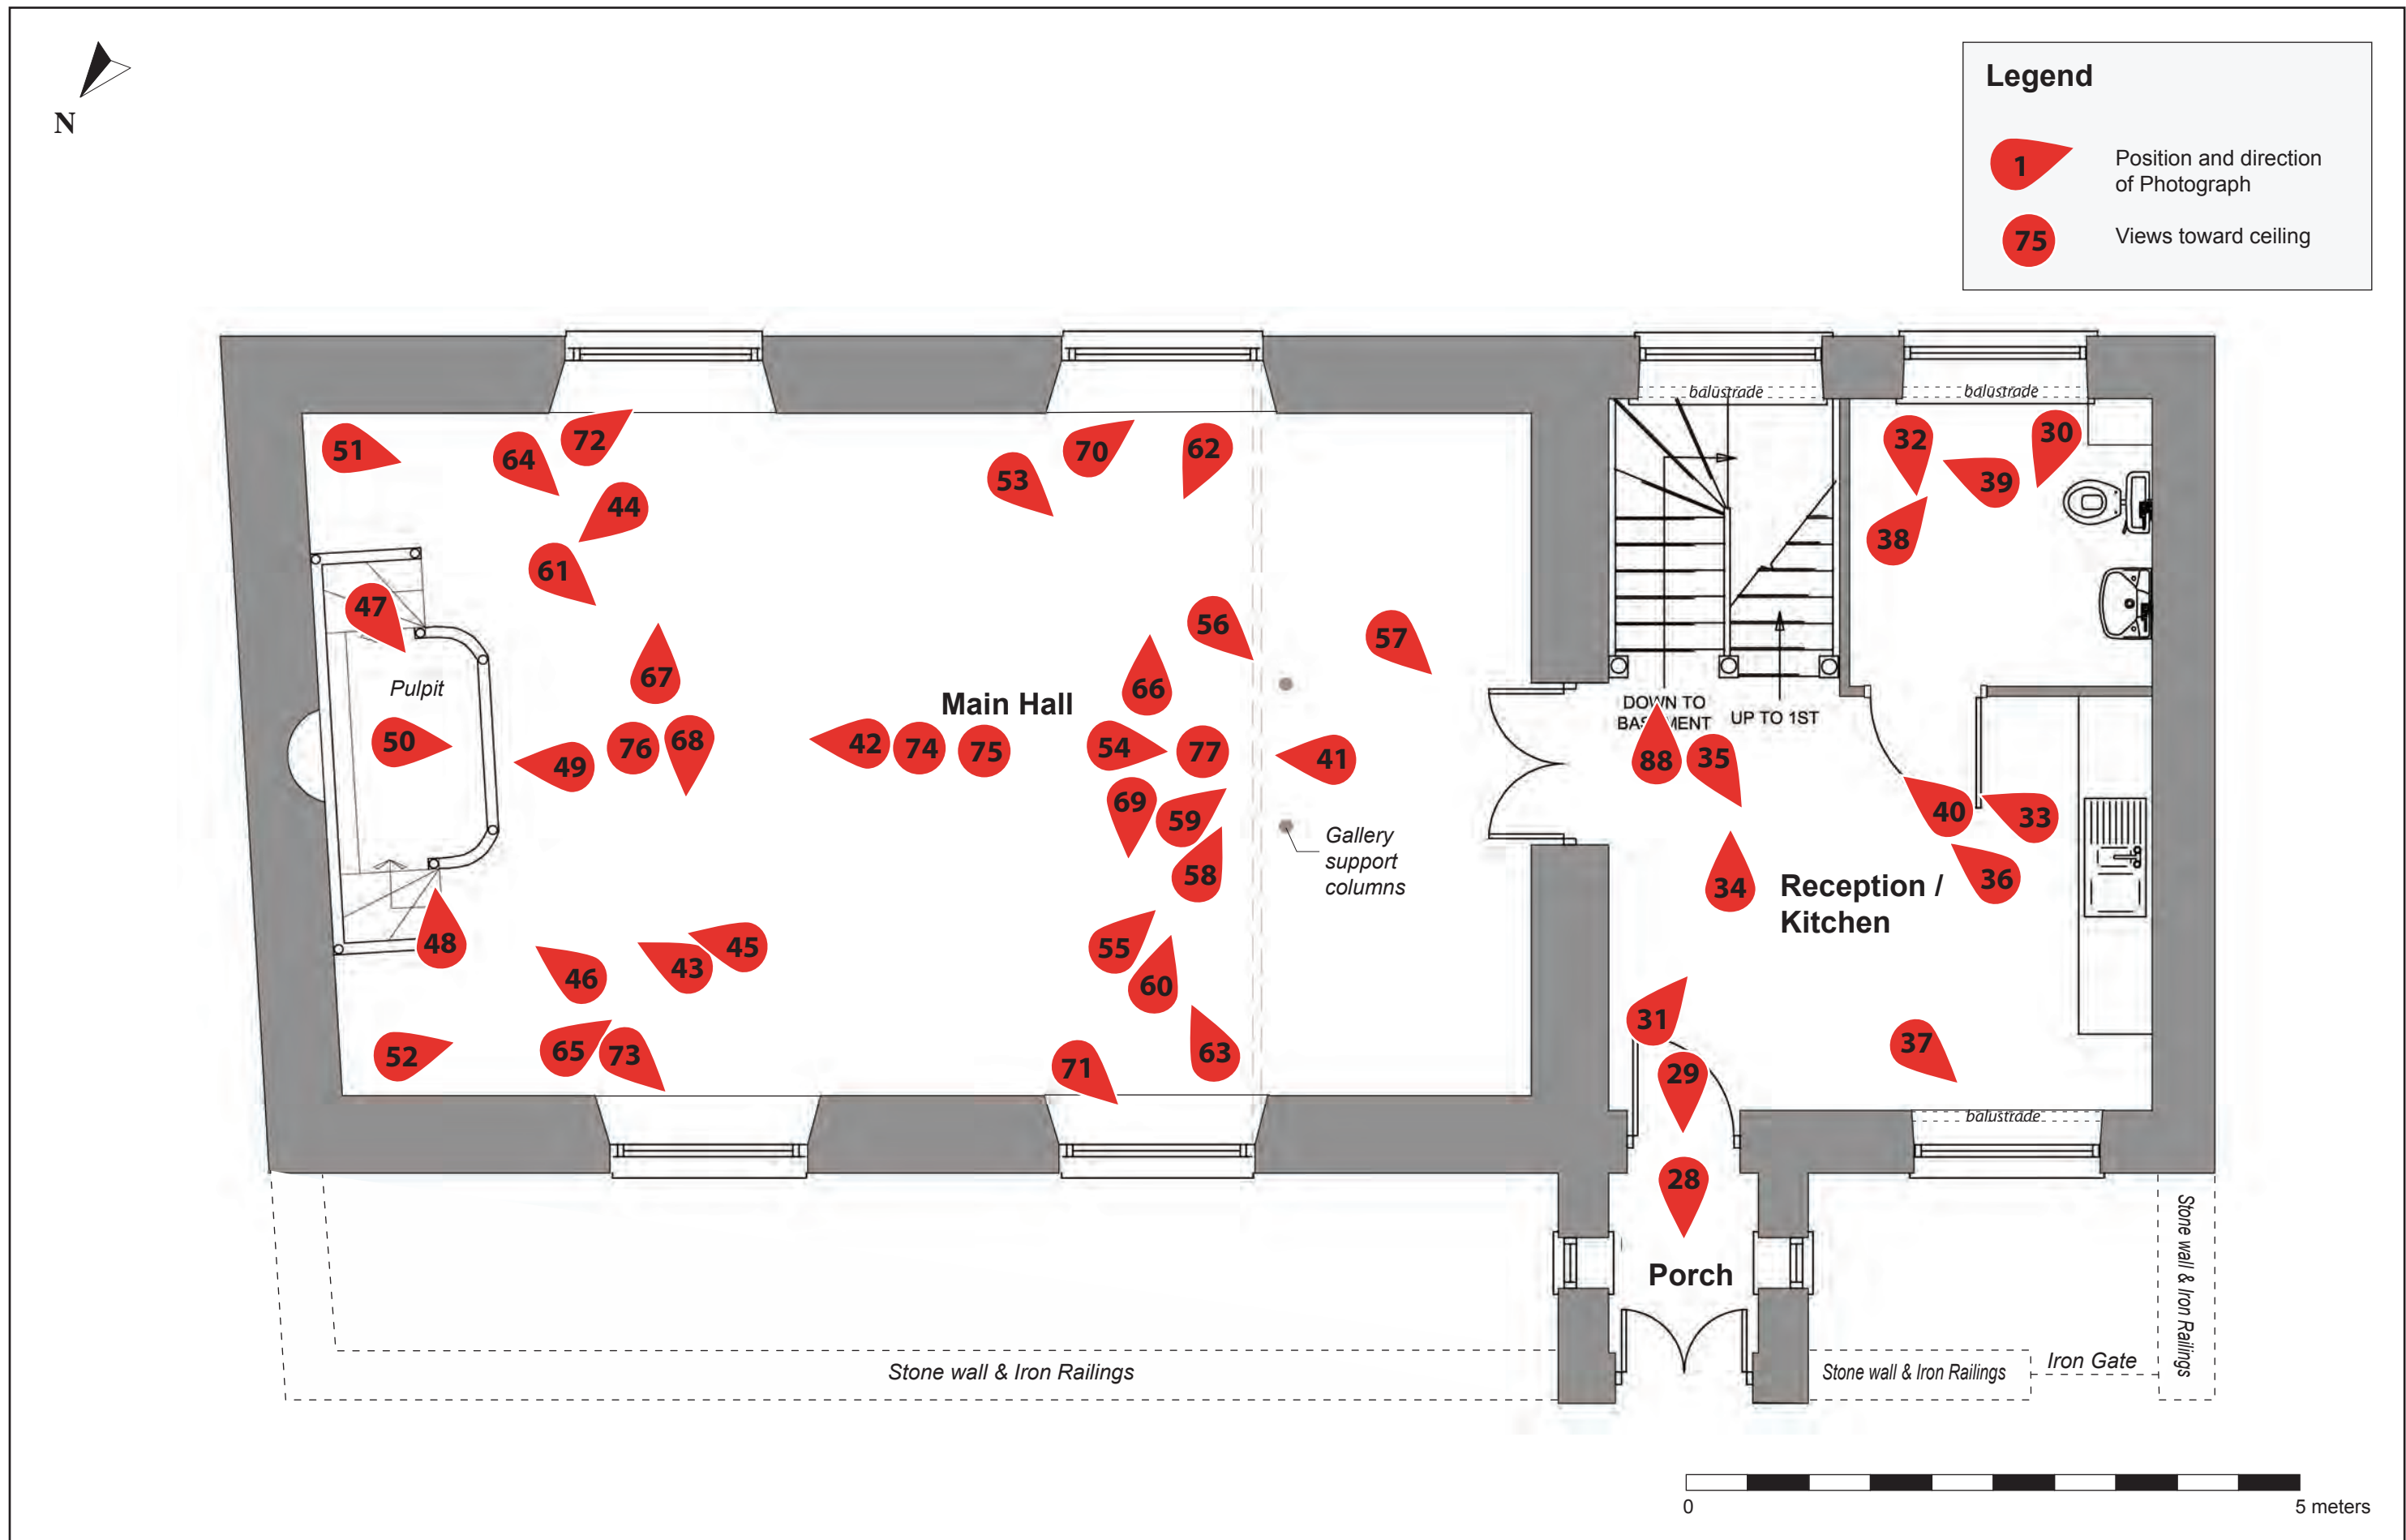 N
Legend
1 Position and direction
of Photograph
75 Views toward ceiling
balustrade
balustrade
51
64
72
53
70
62
32
39
30
44
38
61
47
56
57
67
66
Pulpit
Main Hall
DOWN TO
BASEMENT
UP TO 1ST
50
49
76
68
42
74
75
54
77
41
88
35
69
59
40
33
58
Gallery
support
columns
34
Reception /
Kitchen
36
48
46
43
45
55
60
31
37
52
65
73
71
63
29
balustrade
28
Porch
Stone wall & Iron Railings
Stone wall & Iron Railings
Stone wall & Iron Railings
Iron Gate
0
5 meters